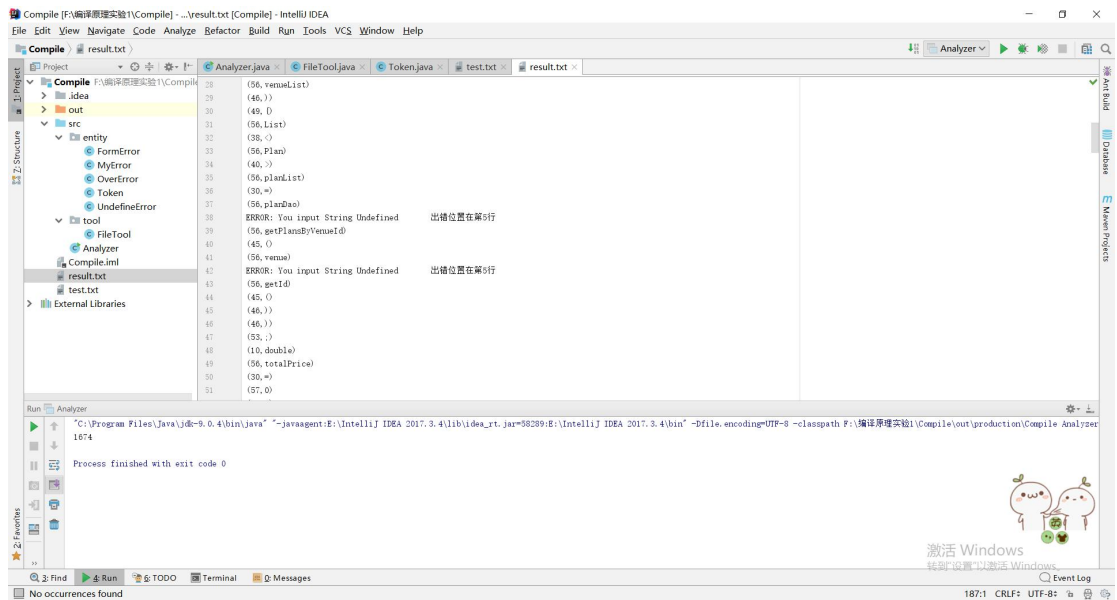 Compile [F:\编译原理实验1\Compile] - ...\result.txt [Compile] - IntelliJ IDEA
File Edit View Navigate Code Analyze Refactor Build Run Tools VCS Window Help
Compile result.txt Analyzer
Project Analyzer.java FileTool.java Token.java test.txt result.txt
Compile F:\编译原理实验1\Compile
.idea
out
src
entity
FormError
MyError
OverError
Token
UndefineError
tool
FileTool
Analyzer
Compile.iml
result.txt
test.txt
External Libraries
1: Project
7: Structure
2: Favorites
Ant Build
Database
Maven Projects
28 (56,venueList)
29 (46,))
30 (49,{)
31 (56,List)
32 (38,<)
33 (56,Plan)
34 (40,>)
35 (56,planList)
36 (30,=)
37 (56,planDao)
38 ERROR: You input String Undefined 出错位置在第5行
39 (56,getPlansByVenueId)
40 (45,()
41 (56,venue)
42 ERROR: You input String Undefined 出错位置在第5行
43 (56,getId)
44 (45,()
45 (46,))
46 (46,))
47 (53,;)
48 (10,double)
49 (56,totalPrice)
50 (30,=)
51 (57,0)
Run Analyzer
"C:\Program Files\Java\jdk-9.0.4\bin\java" "-javaagent:E:\IntelliJ IDEA 2017.3.4\lib\idea_rt.jar=58289:E:\IntelliJ IDEA 2017.3.4\bin" -Dfile.encoding=UTF-8 -classpath F:\编译原理实验1\Compile\out\production\Compile Analyzer
1674
Process finished with exit code 0
激活 Windows
转到"设置"以激活 Windows。
3: Find 4: Run 6: TODO Terminal 0: Messages Event Log
No occurrences found 187:1 CRLF UTF-8